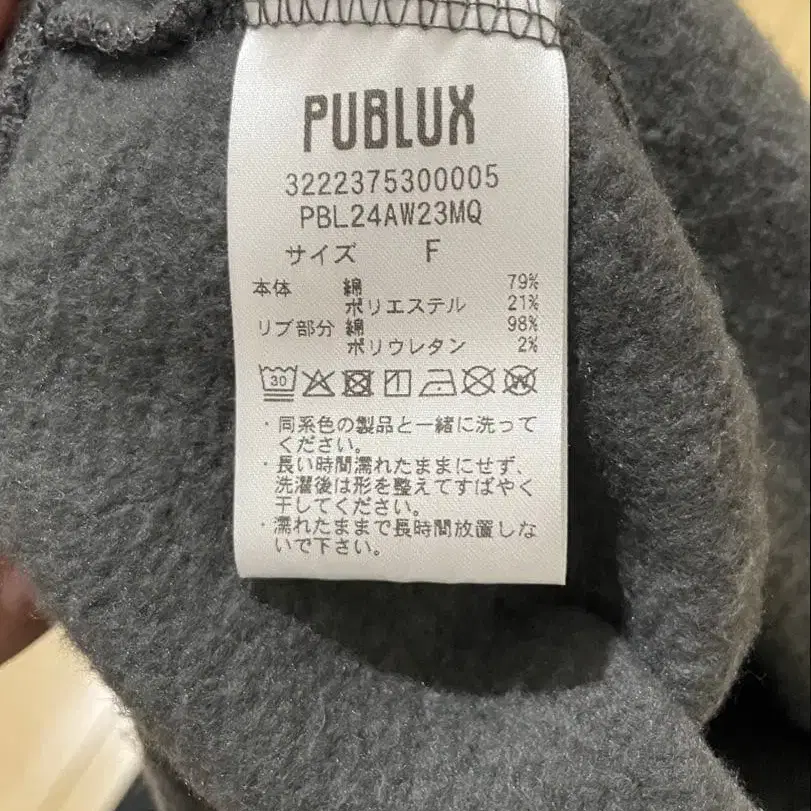 PUBLUX
3222375300005
PBL24AW23MQ
サイズ F
本体 綿 79%
ポリエステル 21%
リブ部分 綿 98%
ポリウレタン 2%
30 W
・同系色の製品と一緒に洗って
ください。
・長い時間濡れたままにせず、
洗濯後は形を整えてすばやく
干してください。
・濡れたままで長時間放置しな
いで下さい。